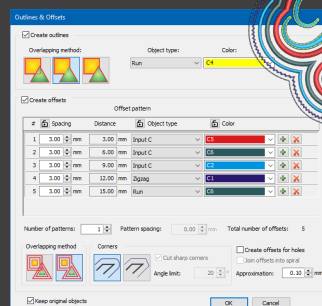 Outlines & Offsets
Create outlines
Overlapping method: Object type: Color:
Run C4
Create offsets
Offset pattern
# Spacing Distance Object type Color
1 3.00 mm 3.00 mm Input C C5
2 3.00 mm 6.00 mm Input C C6
3 3.00 mm 9.00 mm Input C C2
4 3.00 mm 12.00 mm Zigzag C1
5 3.00 mm 15.00 mm Run C6
Number of patterns: 1 Pattern spacing: 0.00 mm Total number of offsets: 5
Overlapping method Corners
Create offsets for holes
Cut sharp corners Join offsets into spiral
Angle limit: 20 ° Approximation: 0.10 mm
Keep original objects
OK Cancel